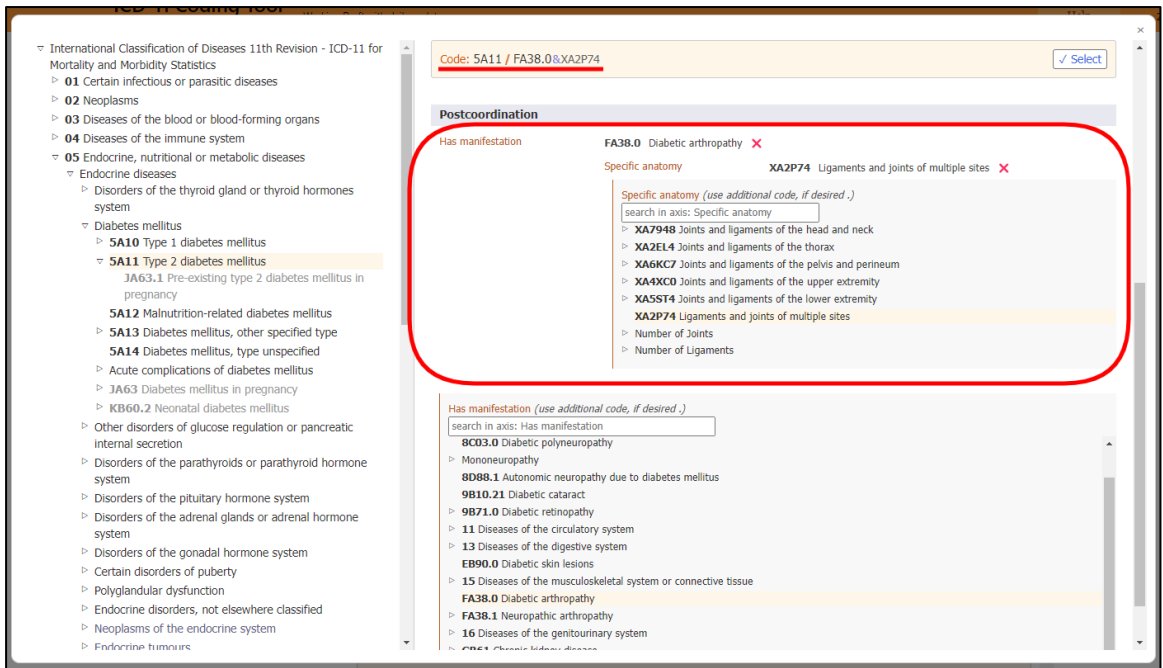 ICD-11 Coding Tool
Help
×
International Classification of Diseases 11th Revision - ICD-11 for
Mortality and Morbidity Statistics
01 Certain infectious or parasitic diseases
02 Neoplasms
03 Diseases of the blood or blood-forming organs
04 Diseases of the immune system
05 Endocrine, nutritional or metabolic diseases
Endocrine diseases
Disorders of the thyroid gland or thyroid hormones
system
Diabetes mellitus
5A10 Type 1 diabetes mellitus
5A11 Type 2 diabetes mellitus
JA63.1 Pre-existing type 2 diabetes mellitus in
pregnancy
5A12 Malnutrition-related diabetes mellitus
5A13 Diabetes mellitus, other specified type
5A14 Diabetes mellitus, type unspecified
Acute complications of diabetes mellitus
JA63 Diabetes mellitus in pregnancy
KB60.2 Neonatal diabetes mellitus
Other disorders of glucose regulation or pancreatic
internal secretion
Disorders of the parathyroids or parathyroid hormone
system
Disorders of the pituitary hormone system
Disorders of the adrenal glands or adrenal hormone
system
Disorders of the gonadal hormone system
Certain disorders of puberty
Polyglandular dysfunction
Endocrine disorders, not elsewhere classified
Neoplasms of the endocrine system
Endocrine tumours
Code: 5A11 / FA38.0&XA2P74
✓ Select
Postcoordination
Has manifestation
FA38.0 Diabetic arthropathy
Specific anatomy
XA2P74 Ligaments and joints of multiple sites
Specific anatomy (use additional code, if desired .)
search in axis: Specific anatomy
XA7948 Joints and ligaments of the head and neck
XA2EL4 Joints and ligaments of the thorax
XA6KC7 Joints and ligaments of the pelvis and perineum
XA4XC0 Joints and ligaments of the upper extremity
XA5ST4 Joints and ligaments of the lower extremity
XA2P74 Ligaments and joints of multiple sites
Number of Joints
Number of Ligaments
Has manifestation (use additional code, if desired .)
search in axis: Has manifestation
8C03.0 Diabetic polyneuropathy
Mononeuropathy
8D88.1 Autonomic neuropathy due to diabetes mellitus
9B10.21 Diabetic cataract
9B71.0 Diabetic retinopathy
11 Diseases of the circulatory system
13 Diseases of the digestive system
EB90.0 Diabetic skin lesions
15 Diseases of the musculoskeletal system or connective tissue
FA38.0 Diabetic arthropathy
FA38.1 Neuropathic arthropathy
16 Diseases of the genitourinary system
GB61 Chronic kidney disease